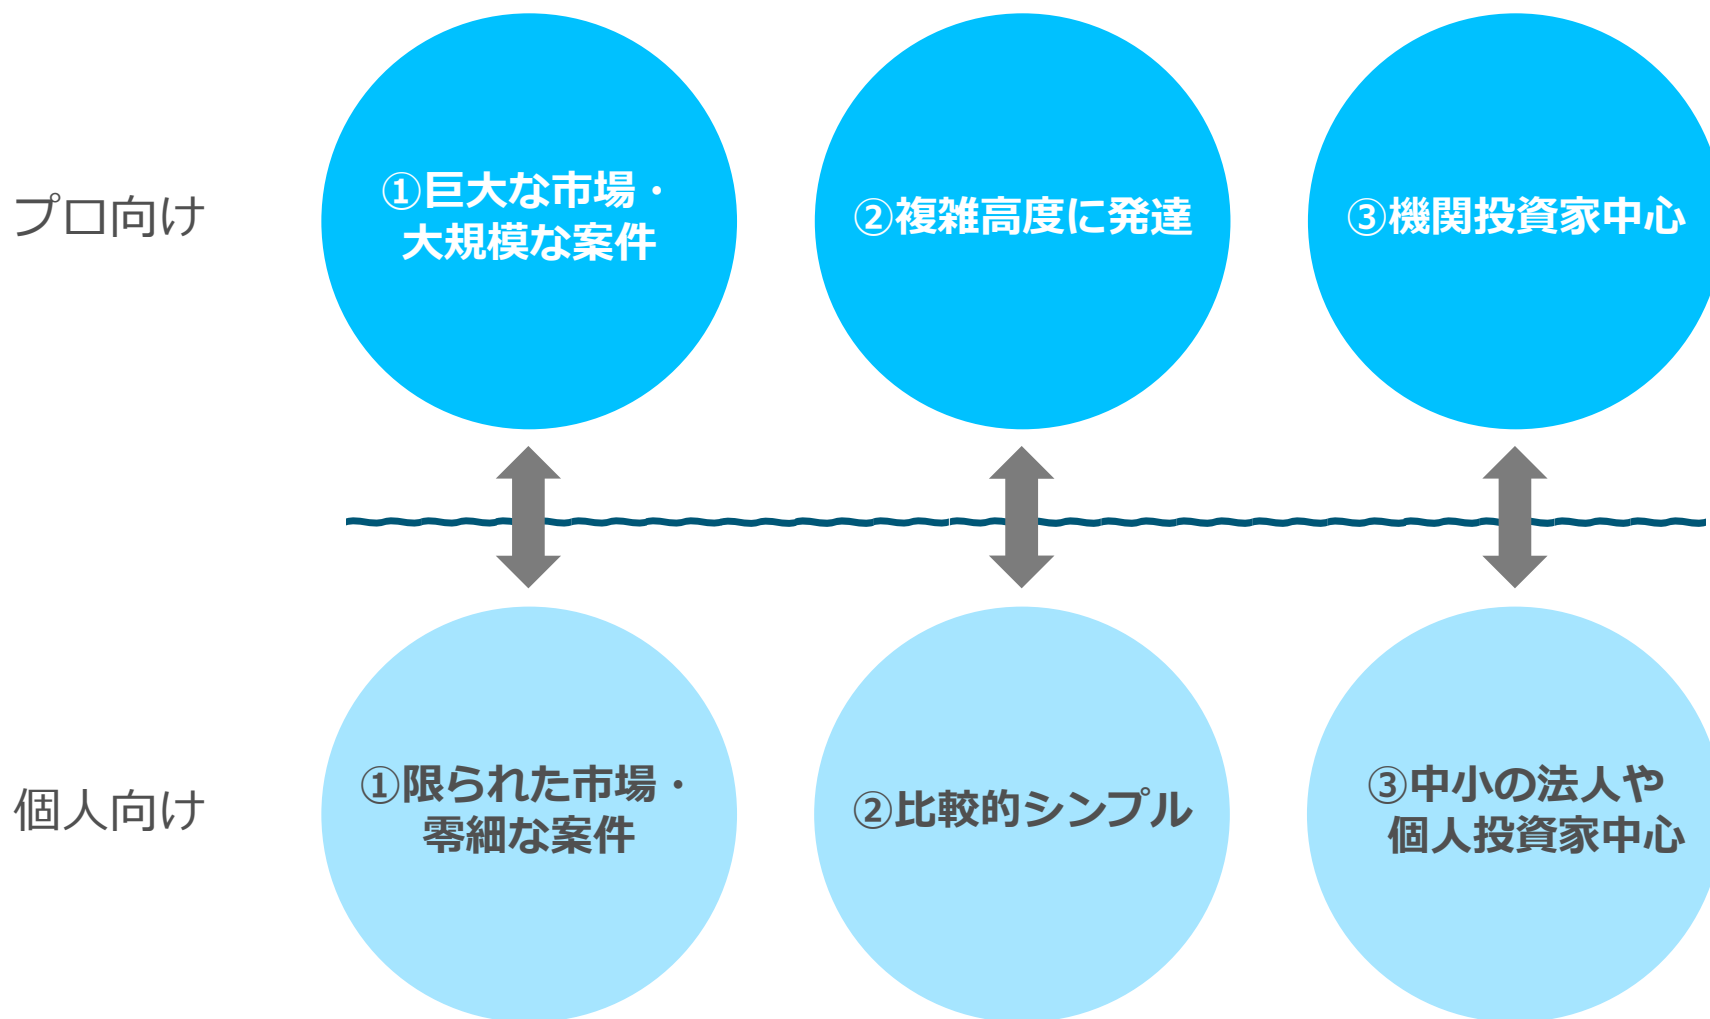 プロ向け
①巨大な市場・
大規模な案件
②複雑高度に発達
③機関投資家中心
個人向け
①限られた市場・
零細な案件
②比較的シンプル
③中小の法人や
個人投資家中心